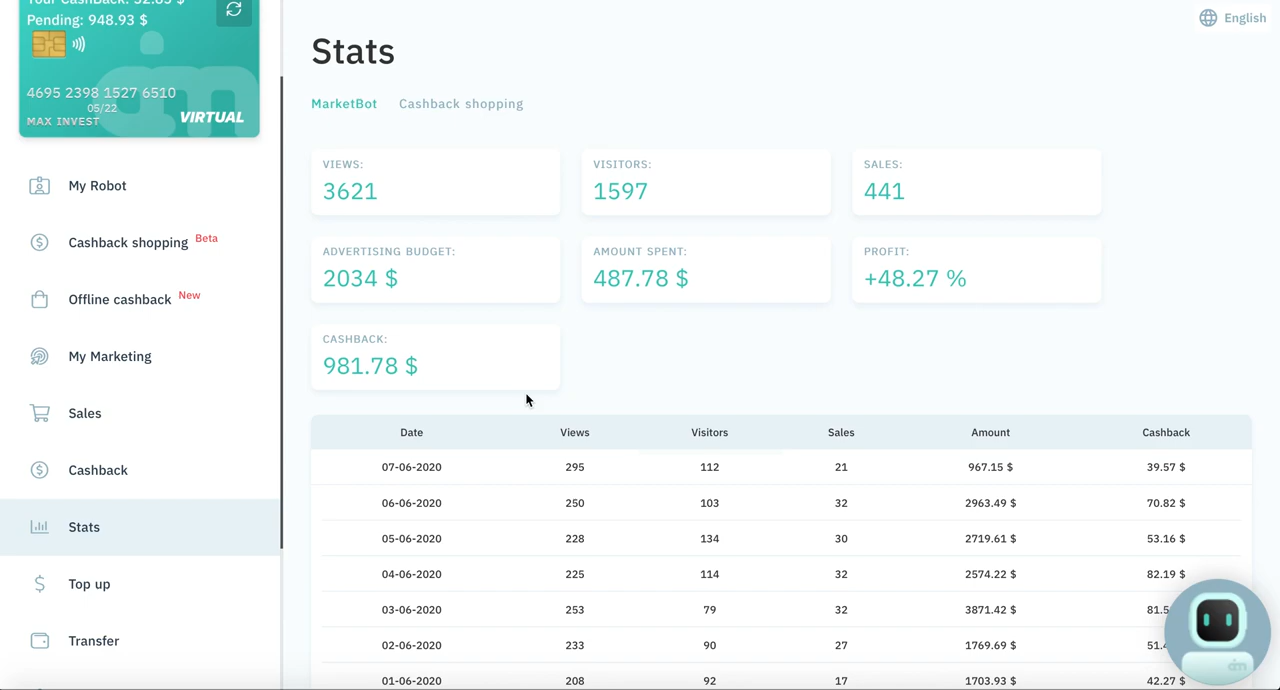 Pending: 948.93 $
4695 2398 1527 6510
05/22
MAX INVEST
VIRTUAL
My Robot
Cashback shopping Beta
Offline cashback New
My Marketing
Sales
Cashback
Stats
Top up
Transfer
English
Stats
MarketBot Cashback shopping
VIEWS:
3621
VISITORS:
1597
SALES:
441
ADVERTISING BUDGET:
2034 $
AMOUNT SPENT:
487.78 $
PROFIT:
+48.27 %
CASHBACK:
981.78 $
Date Views Visitors Sales Amount Cashback
07-06-2020 295 112 21 967.15 $ 39.57 $
06-06-2020 250 103 32 2963.49 $ 70.82 $
05-06-2020 228 134 30 2719.61 $ 53.16 $
04-06-2020 225 114 32 2574.22 $ 82.19 $
03-06-2020 253 79 32 3871.42 $
02-06-2020 233 90 27 1769.69 $
01-06-2020 208 92 17 1703.93 $ 42.27 $